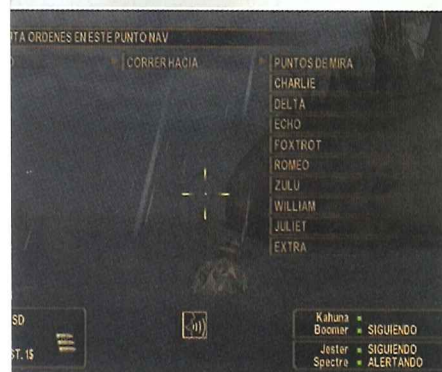 TA ORDENES EN ESTE PUNTO NAV
CORRER HACIA
PUNTOS DE MIRA
CHARLIE
DELTA
ECHO
FOXTROT
ROMEO
ZULU
WILLIAM
JULIET
EXTRA
SD
ST. 15
Kahuna
Boomer SIGUIENDO
Jester SIGUIENDO
Spectre ALERTANDO